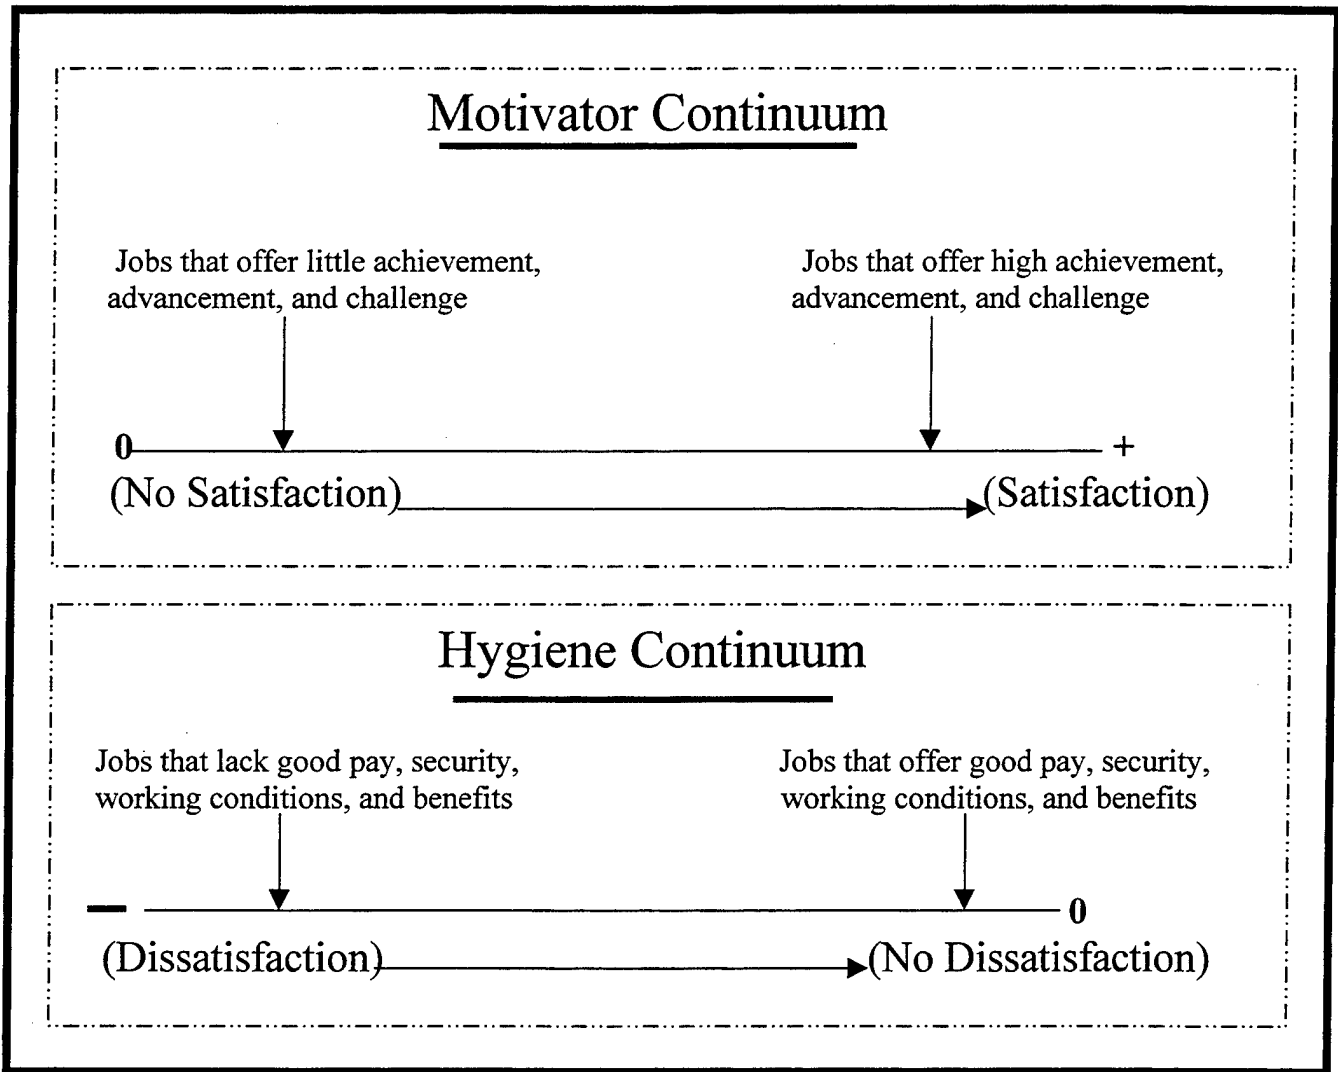 Motivator Continuum
Jobs that offer little achievement,
advancement, and challenge
Jobs that offer high achievement,
advancement, and challenge
0
+
(No Satisfaction)
(Satisfaction)
Hygiene Continuum
Jobs that lack good pay, security,
working conditions, and benefits
Jobs that offer good pay, security,
working conditions, and benefits
–
0
(Dissatisfaction)
(No Dissatisfaction)